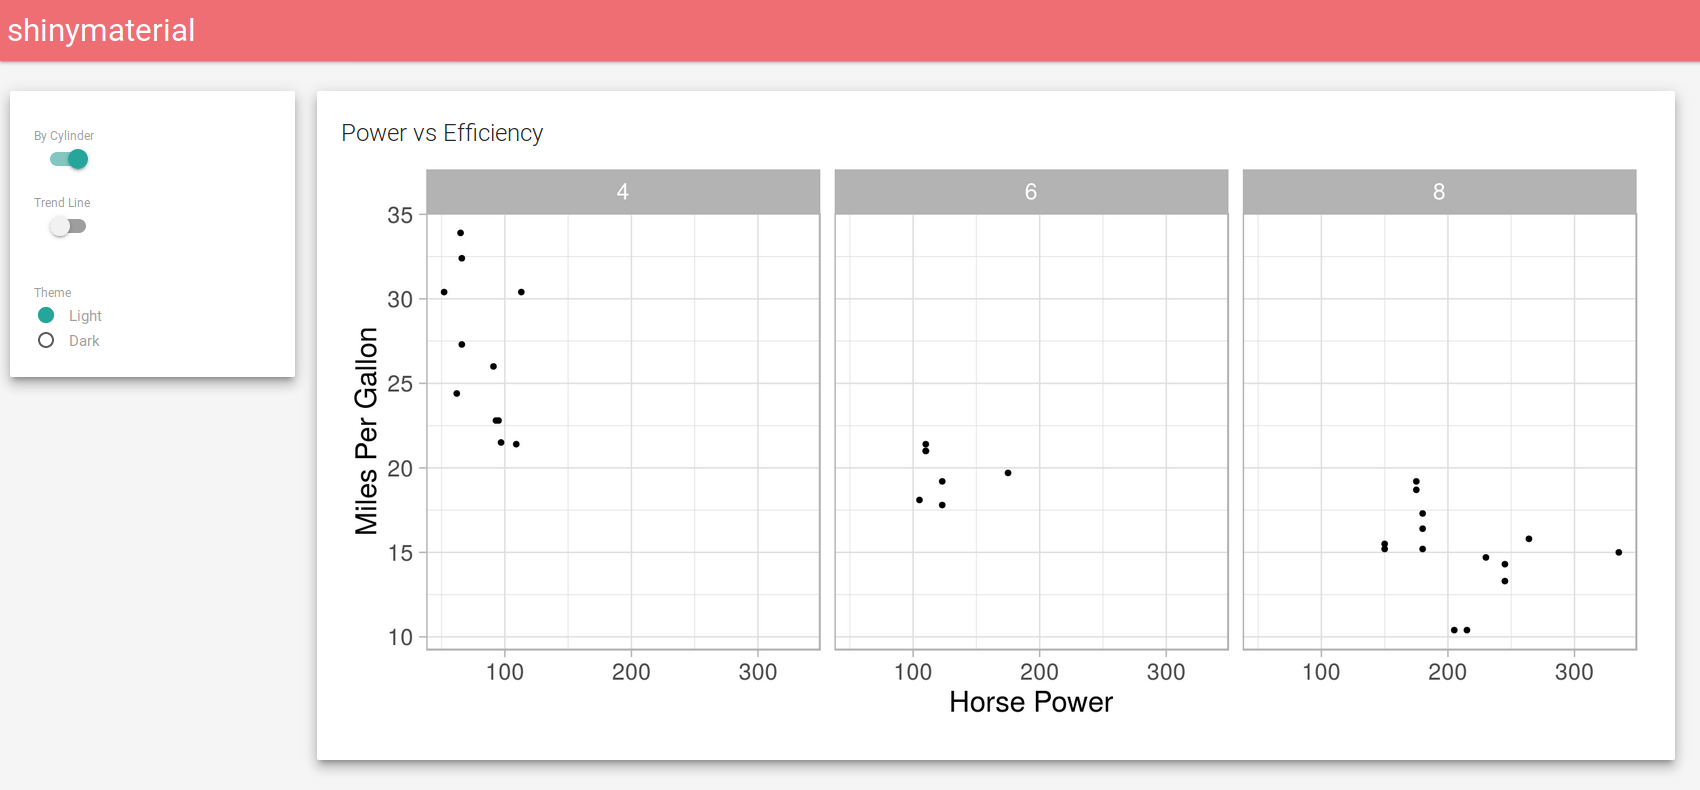 shinymaterial
By Cylinder
Trend Line
Theme
Light
Dark
Power vs Efficiency
4 6 8
35
30
25
20
15
10
Miles Per Gallon
100 200 300 100 200 300 100 200 300
Horse Power